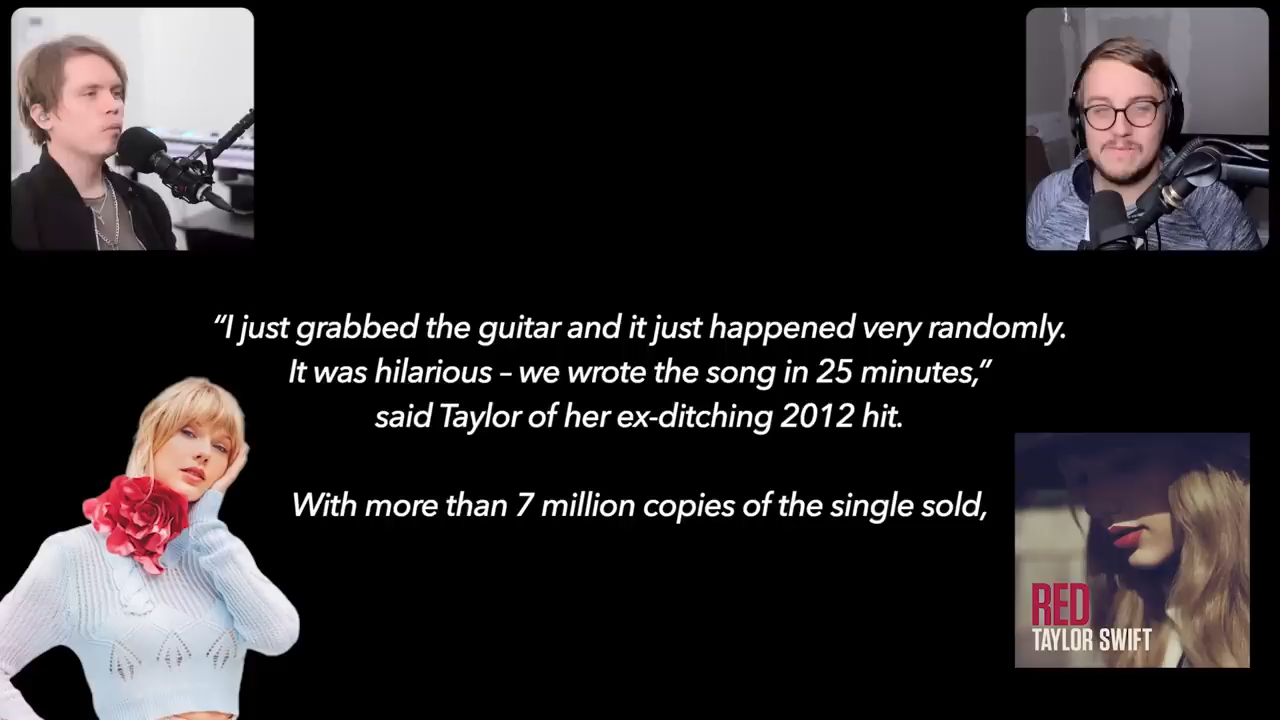 “I just grabbed the guitar and it just happened very randomly.
It was hilarious – we wrote the song in 25 minutes,”
said Taylor of her ex-ditching 2012 hit.
With more than 7 million copies of the single sold,
RED
TAYLOR SWIFT